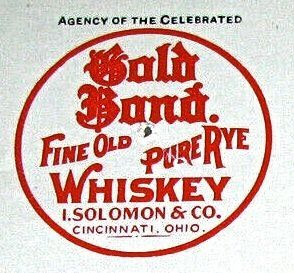 AGENCY OF THE CELEBRATED
Gold
Bond.
FINE OLD PURE RYE
WHISKEY
I. SOLOMON & CO.
CINCINNATI, OHIO.